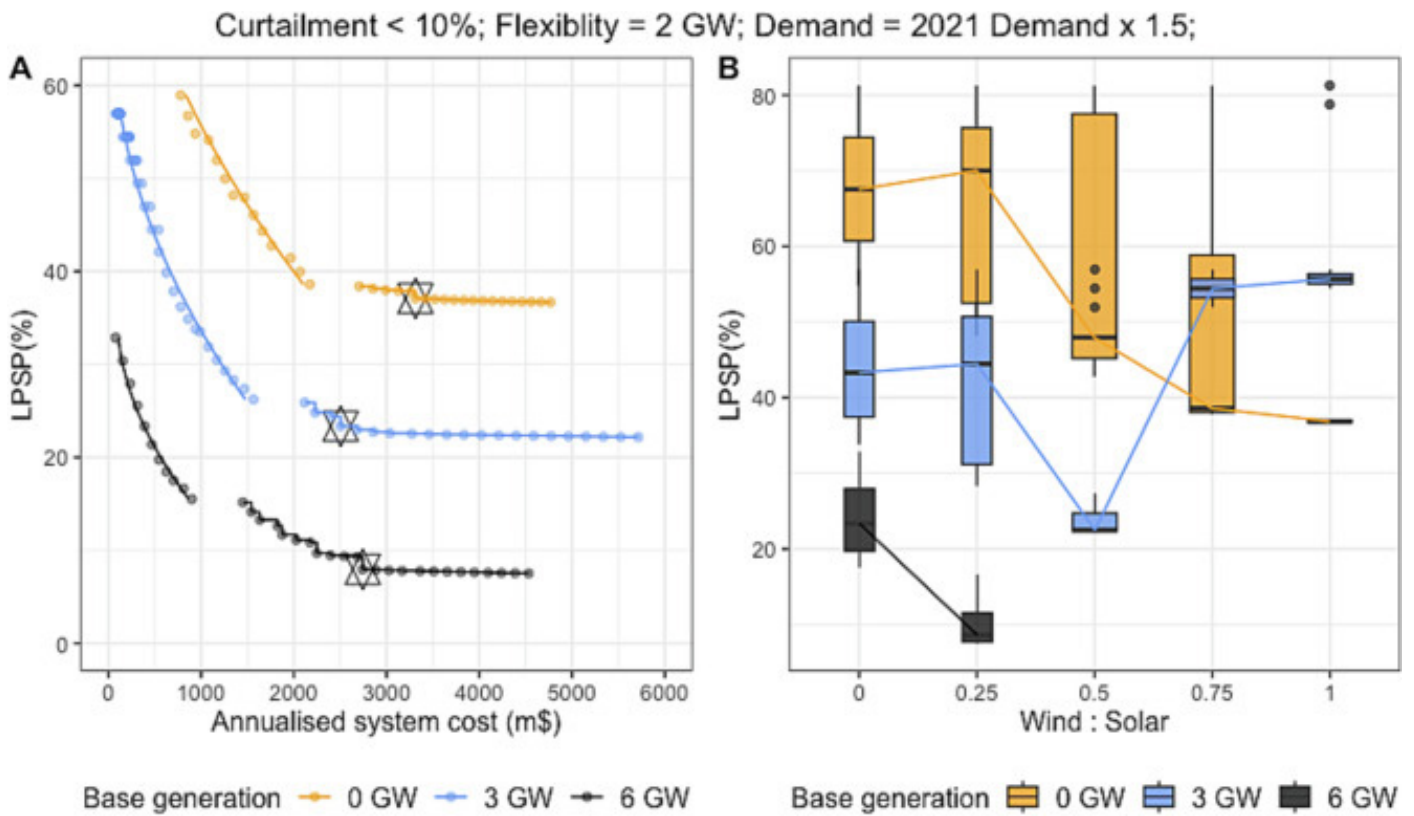 Curtailment < 10%; Flexiblity = 2 GW; Demand = 2021 Demand x 1.5;
A
60
40
20
0
LPSP(%)
0 1000 2000 3000 4000 5000 6000
Annualised system cost (m$)
Base generation 0 GW 3 GW 6 GW
B
80
60
40
20
LPSP(%)
0 0.25 0.5 0.75 1
Wind : Solar
Base generation 0 GW 3 GW 6 GW